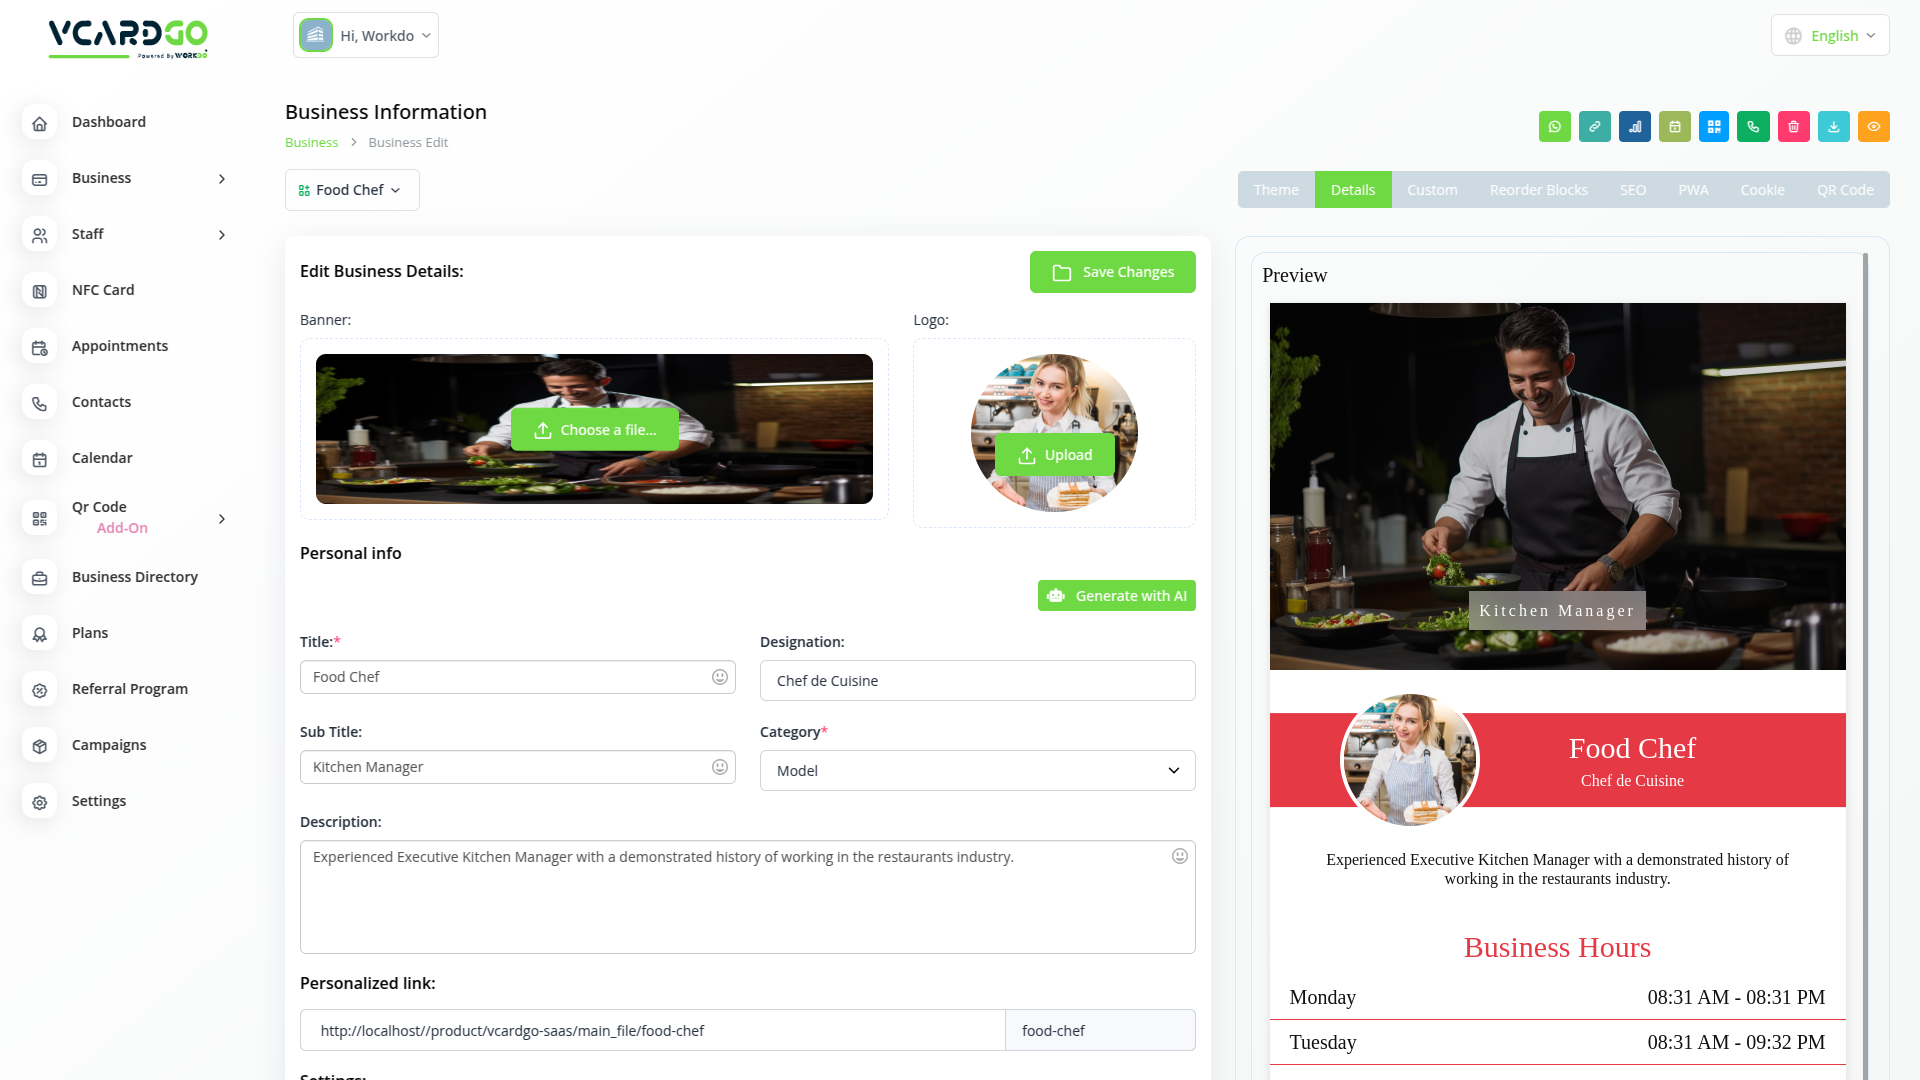 VCARDGO
Powered by WORKDO
Hi, Workdo
English
Dashboard
Business
Staff
NFC Card
Appointments
Contacts
Calendar
Qr Code
Add-On
Business Directory
Plans
Referral Program
Campaigns
Settings
Business Information
Business > Business Edit
Food Chef
Theme Details Custom Reorder Blocks SEO PWA Cookie QR Code
Edit Business Details:
Save Changes
Banner:
Choose a file...
Logo:
Upload
Personal info
Generate with AI
Title:*
Food Chef
Designation:
Chef de Cuisine
Sub Title:
Kitchen Manager
Category*
Model
Description:
Experienced Executive Kitchen Manager with a demonstrated history of working in the restaurants industry.
Personalized link:
http://localhost//product/vcardgo-saas/main_file/food-chef
food-chef
Settings:
Preview
Kitchen Manager
Food Chef
Chef de Cuisine
Experienced Executive Kitchen Manager with a demonstrated history of
working in the restaurants industry.
Business Hours
Monday 08:31 AM - 08:31 PM
Tuesday 08:31 AM - 09:32 PM